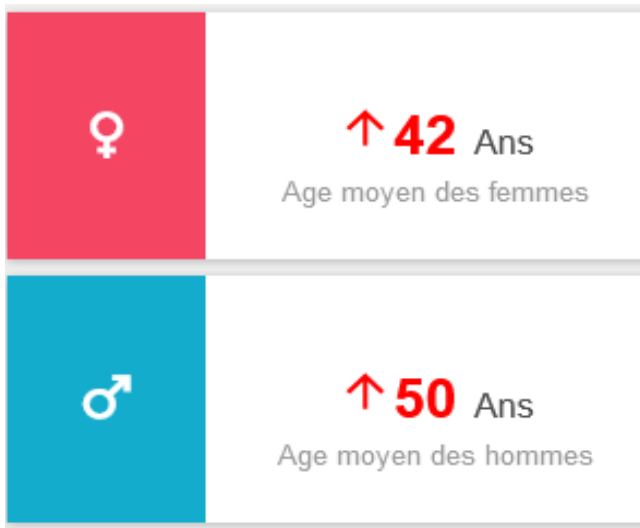 ↑42 Ans
Age moyen des femmes
↑50 Ans
Age moyen des hommes